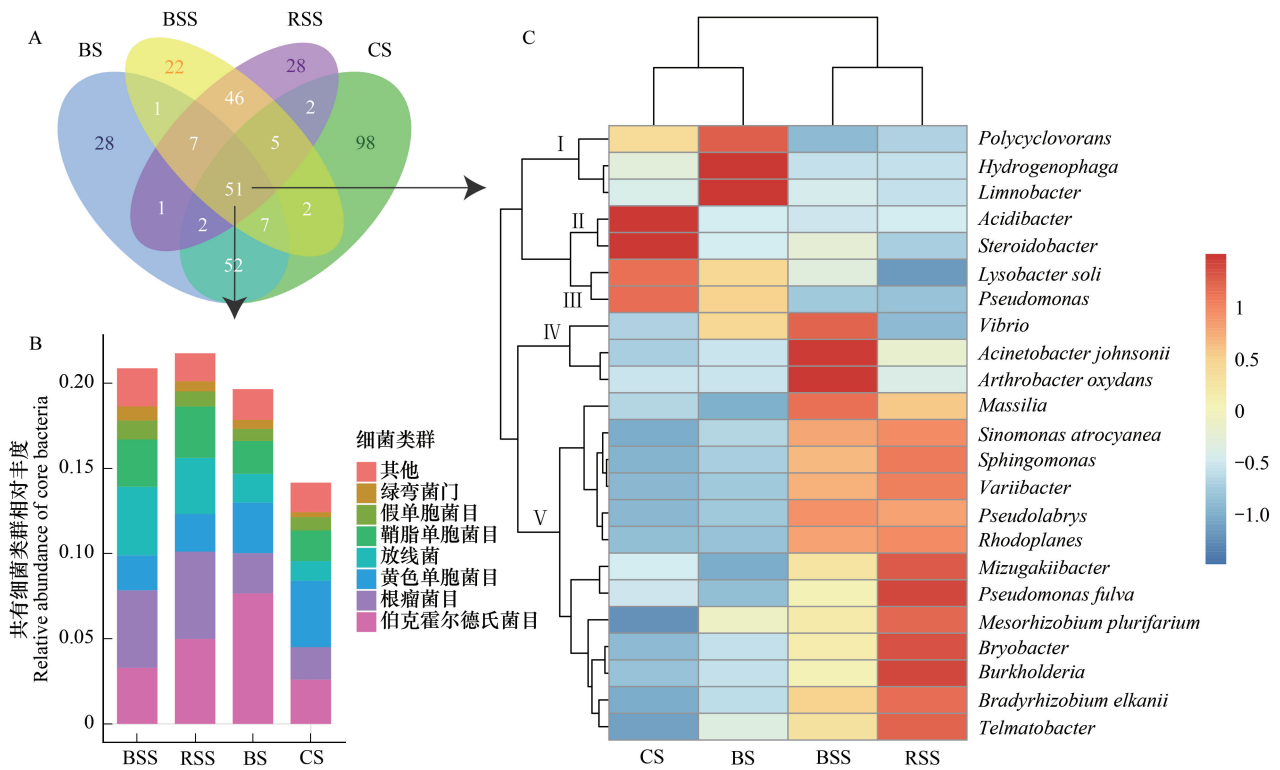 A
BS
BSS
RSS
CS
28
22
28
98
1
46
2
7
5
51
1
2
7
2
52
B
共有细菌类群相对丰度
Relative abundance of core bacteria
0.20
0.15
0.10
0.05
0
BSS
RSS
BS
CS
细菌类群
其他
绿弯菌门
假单胞菌目
鞘脂单胞菌目
放线菌
黄色单胞菌目
根瘤菌目
伯克霍尔德氏菌目
C
I
II
III
IV
V
Polycyclovorans
Hydrogenophaga
Limnobacter
Acidibacter
Steroidobacter
Lysobacter soli
Pseudomonas
Vibrio
Acinetobacter johnsonii
Arthrobacter oxydans
Massilia
Sinomonas atrocyanea
Sphingomonas
Variibacter
Pseudolabrys
Rhodoplanes
Mizugakiibacter
Pseudomonas fulva
Mesorhizobium plurifarium
Bryobacter
Burkholderia
Bradyrhizobium elkanii
Telmatobacter
CS
BS
BSS
RSS
1
0.5
0
−0.5
−1.0